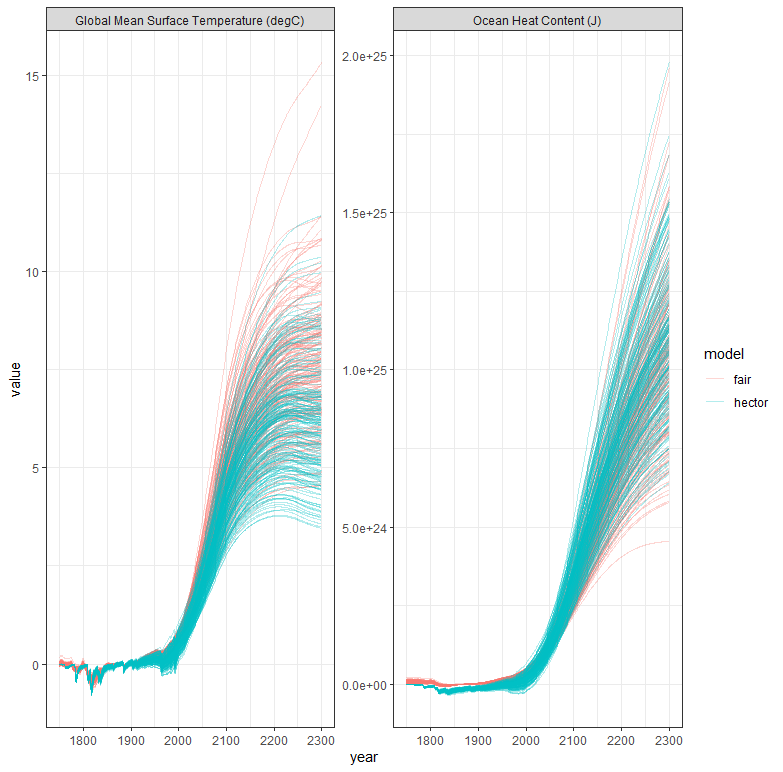 Global Mean Surface Temperature (degC)
Ocean Heat Content (J)
value
15
10
5
0
2.0e+25
1.5e+25
1.0e+25
5.0e+24
0.0e+00
1800 1900 2000 2100 2200 2300
1800 1900 2000 2100 2200 2300
year
model
fair
hector